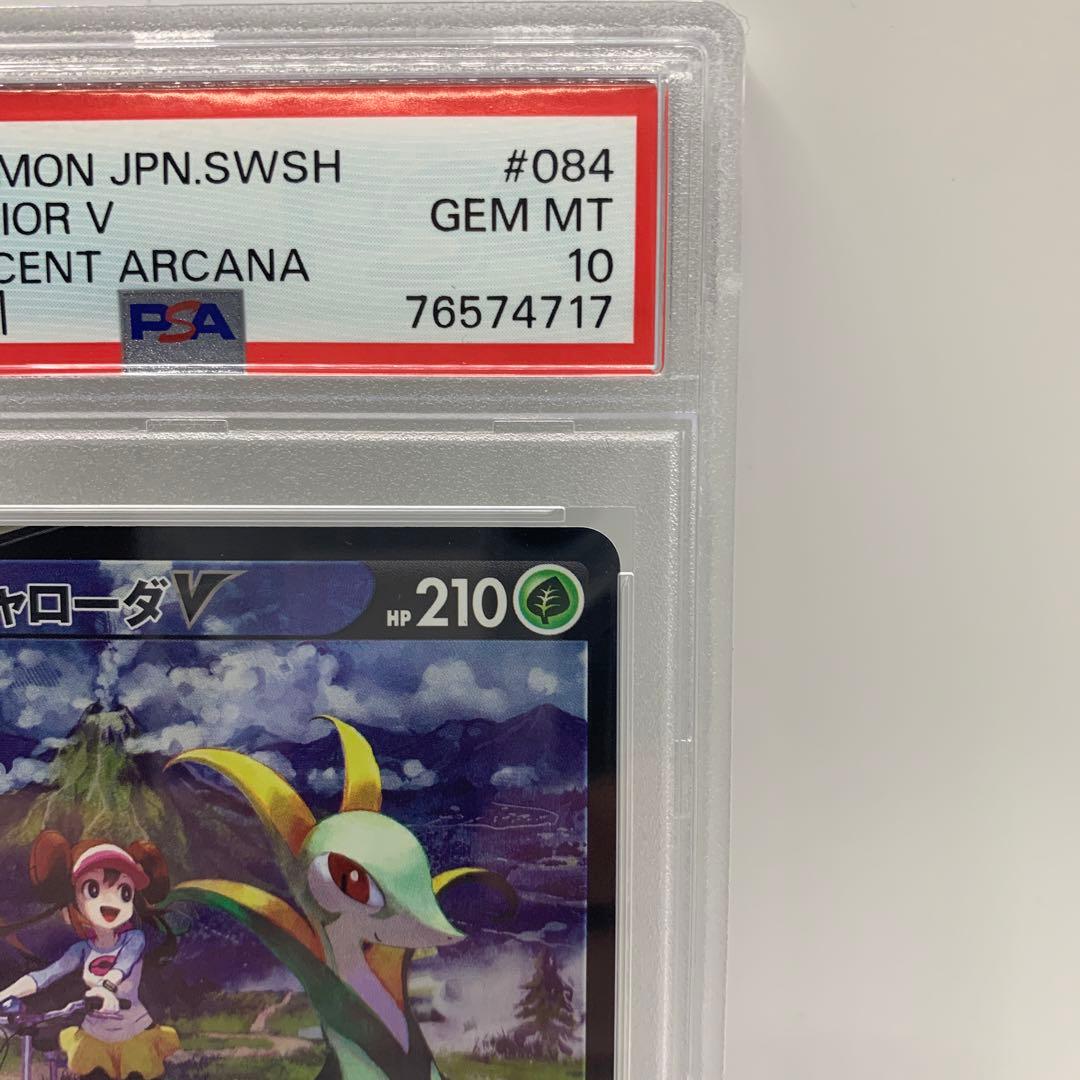 MON JPN.SWSH #084
IOR V GEM MT
CENT ARCANA 10
PSA 76574717
ャローダV HP 210